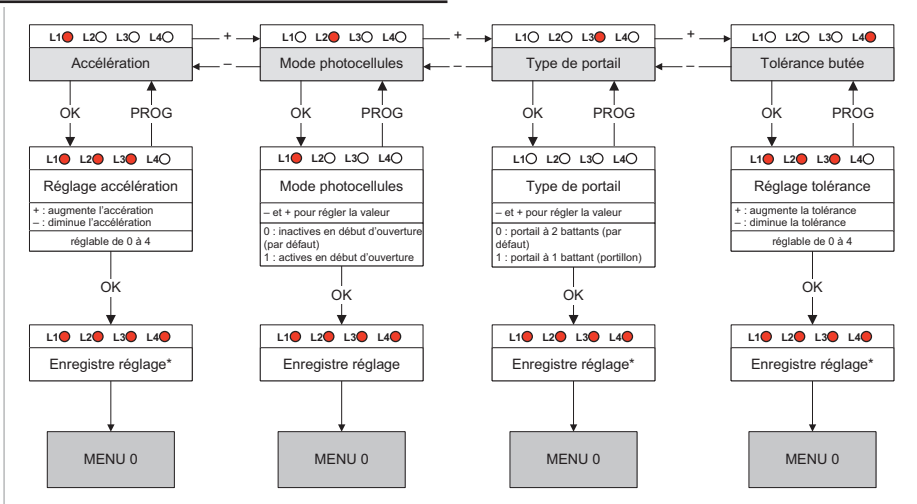 L1 L2 L3 L4 + L1 L2 L3 L4 + L1 L2 L3 L4 + L1 L2 L3 L4
Accélération – Mode photocellules – Type de portail – Tolérance butée
OK PROG OK PROG OK PROG OK PROG
L1 L2 L3 L4
Réglage accélération
+ : augmente l'accération
– : diminue l'accélération
réglable de 0 à 4
L1 L2 L3 L4
Mode photocellules
– et + pour régler la valeur
0 : inactives en début d'ouverture
(par défaut)
1 : actives en début d'ouverture
L1 L2 L3 L4
Type de portail
– et + pour régler la valeur
0 : portail à 2 battants (par
défaut)
1 : portail à 1 battant (portillon)
L1 L2 L3 L4
Réglage tolérance
+ : augmente la tolérance
– : diminue la tolérance
réglable de 0 à 4
OK OK OK OK
L1 L2 L3 L4 L1 L2 L3 L4 L1 L2 L3 L4 L1 L2 L3 L4
Enregistre réglage* Enregistre réglage Enregistre réglage* Enregistre réglage*
MENU 0 MENU 0 MENU 0 MENU 0